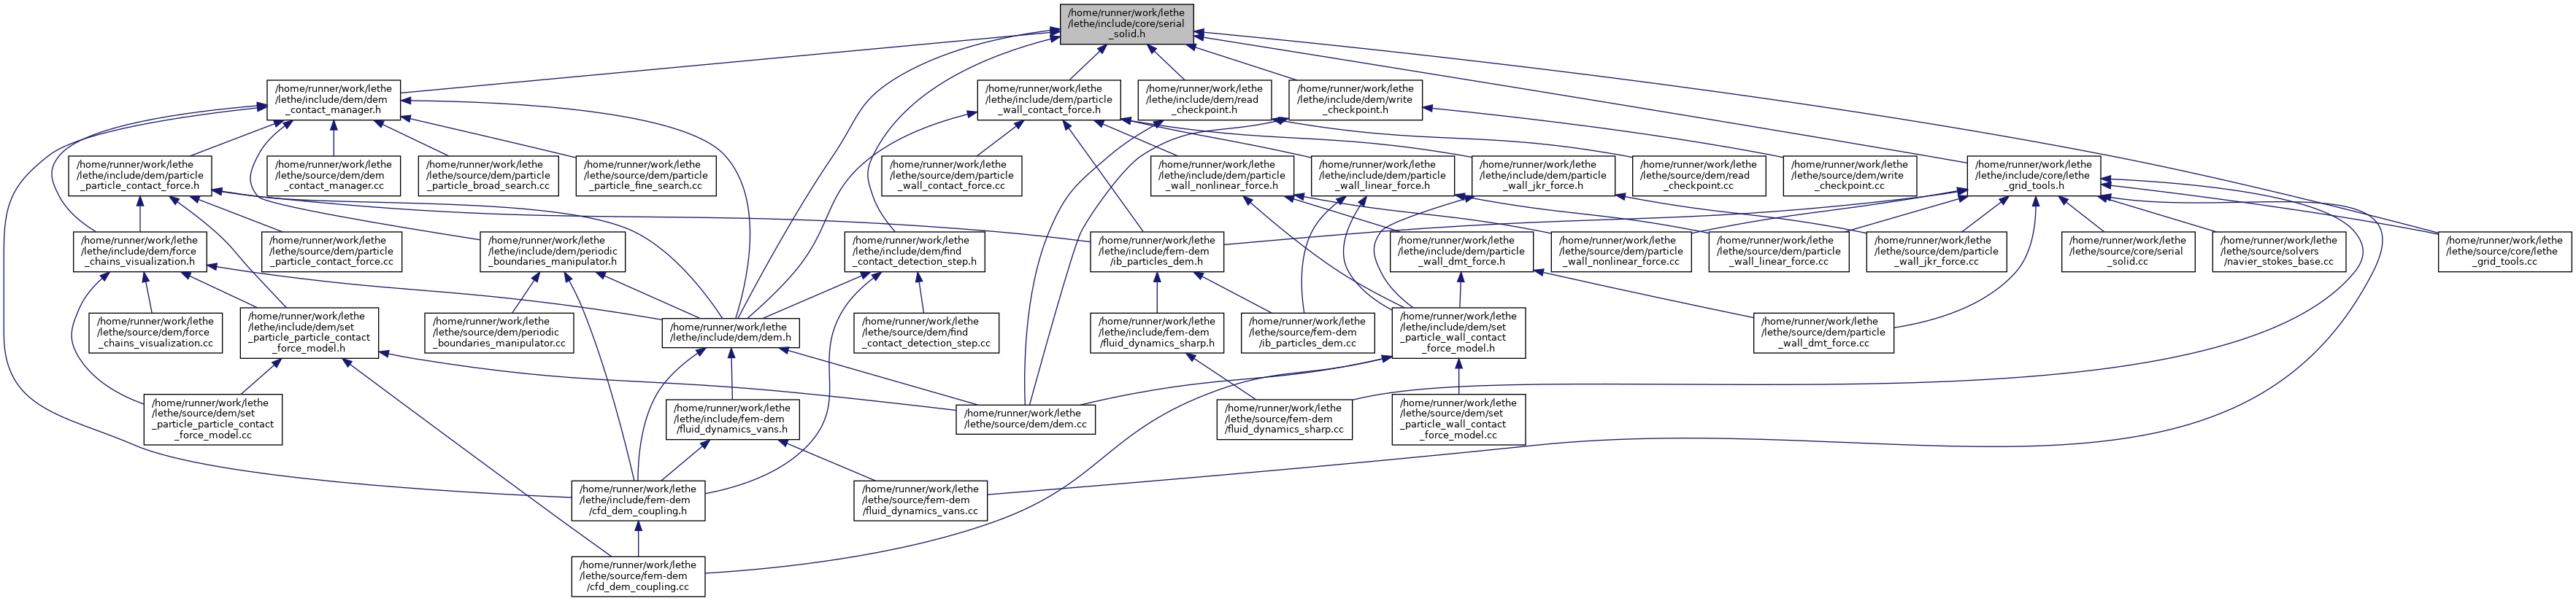 /home/runner/work/lethe
/lethe/include/core/serial
_solid.h
/home/runner/work/lethe
/lethe/include/dem/dem
_contact_manager.h
/home/runner/work/lethe
/lethe/include/dem/particle
_wall_contact_force.h
/home/runner/work/lethe
/lethe/include/dem/read
_checkpoint.h
/home/runner/work/lethe
/lethe/include/dem/write
_checkpoint.h
/home/runner/work/lethe
/lethe/include/dem/particle
_particle_contact_force.h
/home/runner/work/lethe
/lethe/source/dem/dem
_contact_manager.cc
/home/runner/work/lethe
/lethe/source/dem/particle
_particle_broad_search.cc
/home/runner/work/lethe
/lethe/source/dem/particle
_particle_fine_search.cc
/home/runner/work/lethe
/lethe/source/dem/particle
_wall_contact_force.cc
/home/runner/work/lethe
/lethe/include/dem/particle
_wall_nonlinear_force.h
/home/runner/work/lethe
/lethe/include/dem/particle
_wall_linear_force.h
/home/runner/work/lethe
/lethe/include/dem/particle
_wall_jkr_force.h
/home/runner/work/lethe
/lethe/source/dem/read
_checkpoint.cc
/home/runner/work/lethe
/lethe/source/dem/write
_checkpoint.cc
/home/runner/work/lethe
/lethe/include/core/lethe
_grid_tools.h
/home/runner/work/lethe
/lethe/include/dem/force
_chains_visualization.h
/home/runner/work/lethe
/lethe/source/dem/particle
_particle_contact_force.cc
/home/runner/work/lethe
/lethe/include/dem/periodic
_boundaries_manipulator.h
/home/runner/work/lethe
/lethe/include/dem/find
_contact_detection_step.h
/home/runner/work/lethe
/lethe/include/fem-dem
/ib_particles_dem.h
/home/runner/work/lethe
/lethe/include/dem/particle
_wall_dmt_force.h
/home/runner/work/lethe
/lethe/source/dem/particle
_wall_nonlinear_force.cc
/home/runner/work/lethe
/lethe/source/dem/particle
_wall_linear_force.cc
/home/runner/work/lethe
/lethe/source/dem/particle
_wall_jkr_force.cc
/home/runner/work/lethe
/lethe/source/core/serial
_solid.cc
/home/runner/work/lethe
/lethe/source/solvers
/navier_stokes_base.cc
/home/runner/work/lethe
/lethe/source/core/lethe
_grid_tools.cc
/home/runner/work/lethe
/lethe/source/dem/force
_chains_visualization.cc
/home/runner/work/lethe
/lethe/include/dem/set
_particle_particle_contact
_force_model.h
/home/runner/work/lethe
/lethe/source/dem/periodic
_boundaries_manipulator.cc
/home/runner/work/lethe
/lethe/include/dem/dem.h
/home/runner/work/lethe
/lethe/source/dem/find
_contact_detection_step.cc
/home/runner/work/lethe
/lethe/include/fem-dem
/fluid_dynamics_sharp.h
/home/runner/work/lethe
/lethe/source/fem-dem
/ib_particles_dem.cc
/home/runner/work/lethe
/lethe/include/dem/set
_particle_wall_contact
_force_model.h
/home/runner/work/lethe
/lethe/source/dem/particle
_wall_dmt_force.cc
/home/runner/work/lethe
/lethe/source/dem/set
_particle_particle_contact
_force_model.cc
/home/runner/work/lethe
/lethe/include/fem-dem
/fluid_dynamics_vans.h
/home/runner/work/lethe
/lethe/source/dem/dem.cc
/home/runner/work/lethe
/lethe/source/fem-dem
/fluid_dynamics_sharp.cc
/home/runner/work/lethe
/lethe/source/dem/set
_particle_wall_contact
_force_model.cc
/home/runner/work/lethe
/lethe/include/fem-dem
/cfd_dem_coupling.h
/home/runner/work/lethe
/lethe/source/fem-dem
/fluid_dynamics_vans.cc
/home/runner/work/lethe
/lethe/source/fem-dem
/cfd_dem_coupling.cc